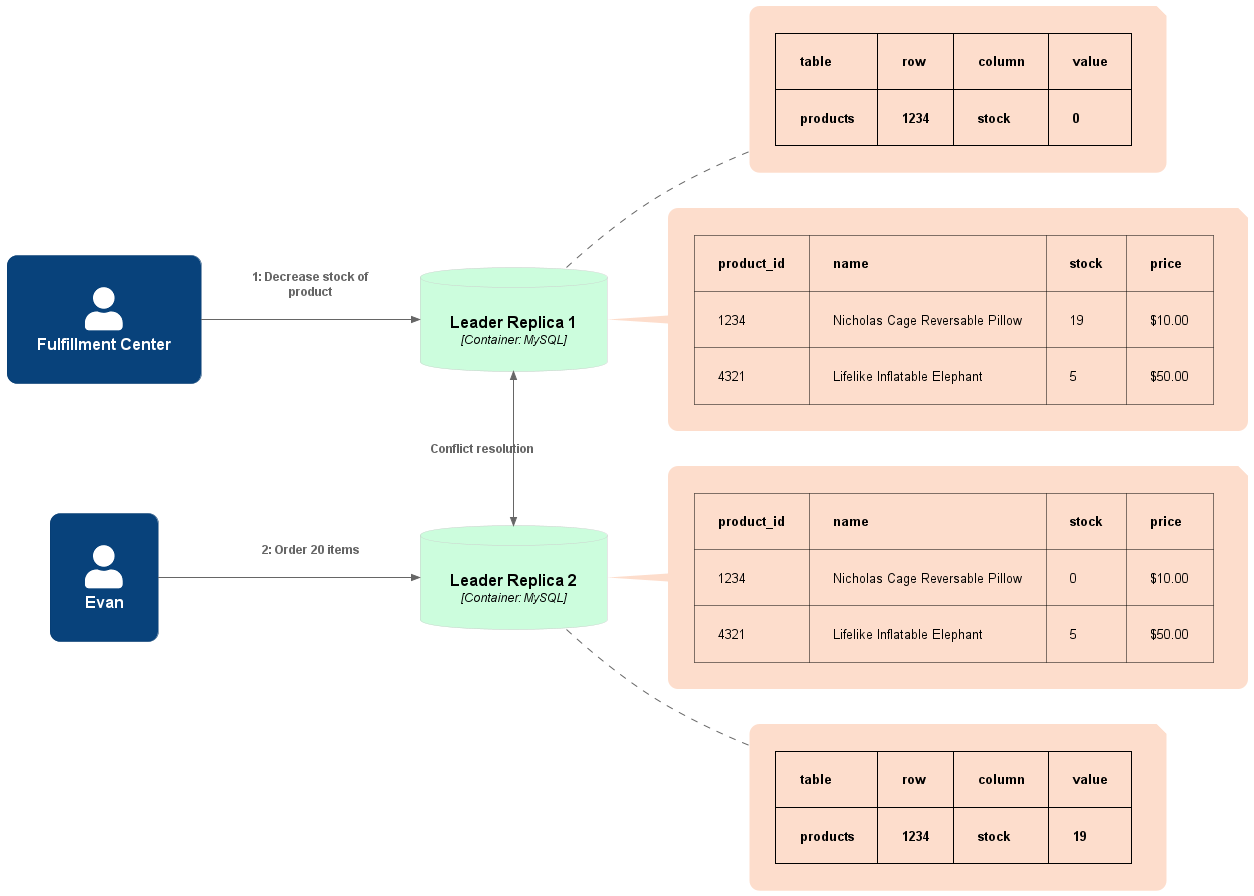 table row column value
products 1234 stock 0
product_id name stock price
1234 Nicholas Cage Reversable Pillow 19 $10.00
4321 Lifelike Inflatable Elephant 5 $50.00
1: Decrease stock of
product
Fulfillment Center
Leader Replica 1
[Container: MySQL]
Conflict resolution
product_id name stock price
1234 Nicholas Cage Reversable Pillow 0 $10.00
4321 Lifelike Inflatable Elephant 5 $50.00
2: Order 20 items
Evan
Leader Replica 2
[Container: MySQL]
table row column value
products 1234 stock 19